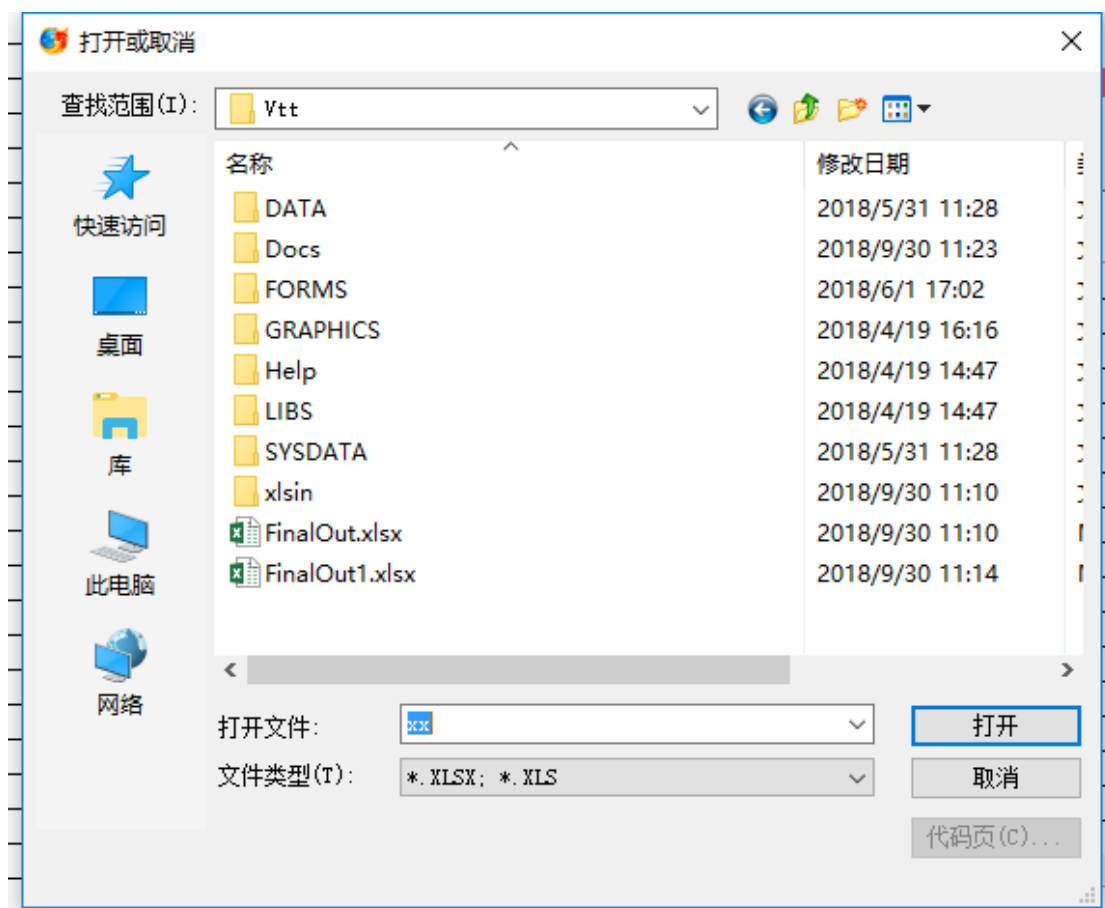 打开或取消
查找范围(I):
Vtt
名称
修改日期
DATA
2018/5/31 11:28
Docs
2018/9/30 11:23
FORMS
2018/6/1 17:02
GRAPHICS
2018/4/19 16:16
Help
2018/4/19 14:47
LIBS
2018/4/19 14:47
SYSDATA
2018/5/31 11:28
xlsin
2018/9/30 11:10
FinalOut.xlsx
2018/9/30 11:10
FinalOut1.xlsx
2018/9/30 11:14
快速访问
桌面
库
此电脑
网络
打开文件:
xx
打开
文件类型(T):
*.XLSX; *.XLS
取消
代码页(C)...